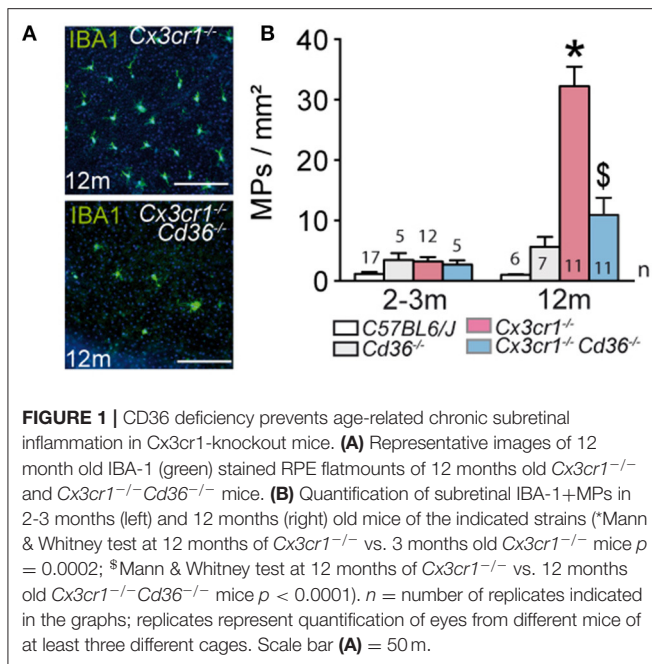 A
IBA1 Cx3cr1-/-
12m
IBA1 Cx3cr1-/-
Cd36-/-
12m
B
MPs / mm²
40
30
20
10
0
17
5
12
5
6
7
11
11
n
*
$
2-3m
12m
C57BL6/J
Cx3cr1-/-
Cd36-/-
Cx3cr1-/- Cd36-/-
FIGURE 1 | CD36 deficiency prevents age-related chronic subretinal
inflammation in Cx3cr1-knockout mice. (A) Representative images of 12
month old IBA-1 (green) stained RPE flatmounts of 12 months old Cx3cr1−/−
and Cx3cr1−/−Cd36−/− mice. (B) Quantification of subretinal IBA-1+MPs in
2-3 months (left) and 12 months (right) old mice of the indicated strains (*Mann
& Whitney test at 12 months of Cx3cr1−/− vs. 3 months old Cx3cr1−/− mice p
= 0.0002; $Mann & Whitney test at 12 months of Cx3cr1−/− vs. 12 months
old Cx3cr1−/−Cd36−/− mice p < 0.0001). n = number of replicates indicated
in the graphs; replicates represent quantification of eyes from different mice of
at least three different cages. Scale bar (A) = 50 m.